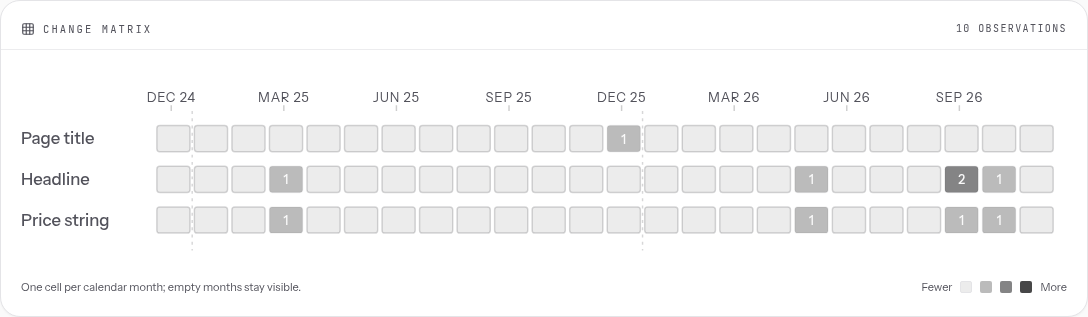 CHANGE MATRIX
10 OBSERVATIONS
DEC 24 MAR 25 JUN 25 SEP 25 DEC 25 MAR 26 JUN 26 SEP 26
Page title 1
Headline 1 1 2 1
Price string 1 1 1 1
One cell per calendar month; empty months stay visible.
Fewer More